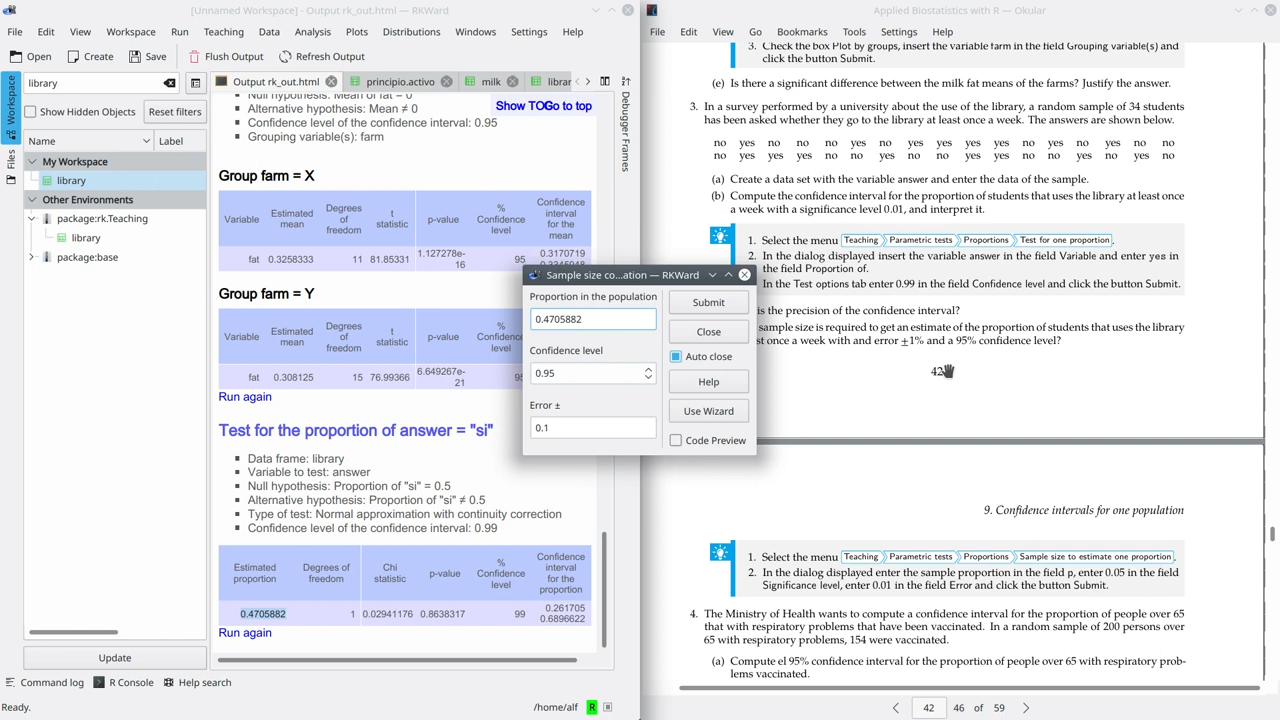 [Unnamed Workspace] - Output rk_out.html — RKWard
File Edit View Workspace Run Teaching Data Analysis Plots Distributions Windows Settings Help
Open Create Save Flush Output Refresh Output
Workspace
Files
library
Show Hidden Objects Reset filters
Name Label
My Workspace
library
Other Environments
package:rk.Teaching
library
package:base
Update
Output rk_out.html principio.activo milk librar
Debugger Frames
Show TOGo to top
Null hypothesis: Mean of fat = 0
Alternative hypothesis: Mean ≠ 0
Confidence level of the confidence interval: 0.95
Grouping variable(s): farm
Group farm = X
Variable Estimated mean Degrees of freedom t statistic p-value % Confidence level Confidence interval for the mean
fat 0.3258333 11 81.85331 1.127278e-16 95 0.3170719
Group farm = Y
Variable Estimated mean Degrees of freedom t statistic p-value % Confidence level
fat 0.308125 15 76.99366 6.649267e-21 95
Run again
Test for the proportion of answer = "si"
Data frame: library
Variable to test: answer
Null hypothesis: Proportion of "si" = 0.5
Alternative hypothesis: Proportion of "si" ≠ 0.5
Type of test: Normal approximation with continuity correction
Confidence level of the confidence interval: 0.99
Estimated proportion Degrees of freedom Chi statistic p-value % Confidence level Confidence interval for the proportion
0.4705882 1 0.02941176 0.8638317 99 0.261705 0.6896622
Run again
Command log R Console Help search
Ready. /home/alf R
Sample size co...ation — RKWard
Proportion in the population
0.4705882
Confidence level
0.95
Error ±
0.1
Submit
Close
Auto close
Help
Use Wizard
Code Preview
Applied Biostatistics with R — Okular
File Edit View Go Bookmarks Tools Settings Help
3. Check the box Plot by groups, insert the variable farm in the field Grouping variable(s) and
click the button Submit.
(e) Is there a significant difference between the milk fat means of the farms? Justify the answer.
3. In a survey performed by a university about the use of the library, a random sample of 34 students
has been asked whether they go to the library at least once a week. The answers are shown below.
no yes no no no yes no yes yes yes yes no yes no yes no no
no yes yes yes no no yes no yes no no no yes no yes yes no
(a) Create a data set with the variable answer and enter the data of the sample.
(b) Compute the confidence interval for the proportion of students that uses the library at least once
a week with a significance level 0.01, and interpret it.
1. Select the menu Teaching Parametric tests Proportions Test for one proportion.
2. In the dialog displayed insert the variable answer in the field Variable and enter yes in
the field Proportion of.
In the Test options tab enter 0.99 in the field Confidence level and click the button Submit.
is the precision of the confidence interval?
sample size is required to get an estimate of the proportion of students that uses the library
st once a week with and error ±1% and a 95% confidence level?
42
9. Confidence intervals for one population
1. Select the menu Teaching Parametric tests Proportions Sample size to estimate one proportion.
2. In the dialog displayed enter the sample proportion in the field p, enter 0.05 in the field
Significance level, enter 0.01 in the field Error and click the button Submit.
4. The Ministry of Health wants to compute a confidence interval for the proportion of people over 65
that with respiratory problems that have been vaccinated. In a random sample of 200 persons over
65 with respiratory problems, 154 were vaccinated.
(a) Compute el 95% confidence interval for the proportion of people over 65 with respiratory prob-
lems vaccinated.
42 46 of 59